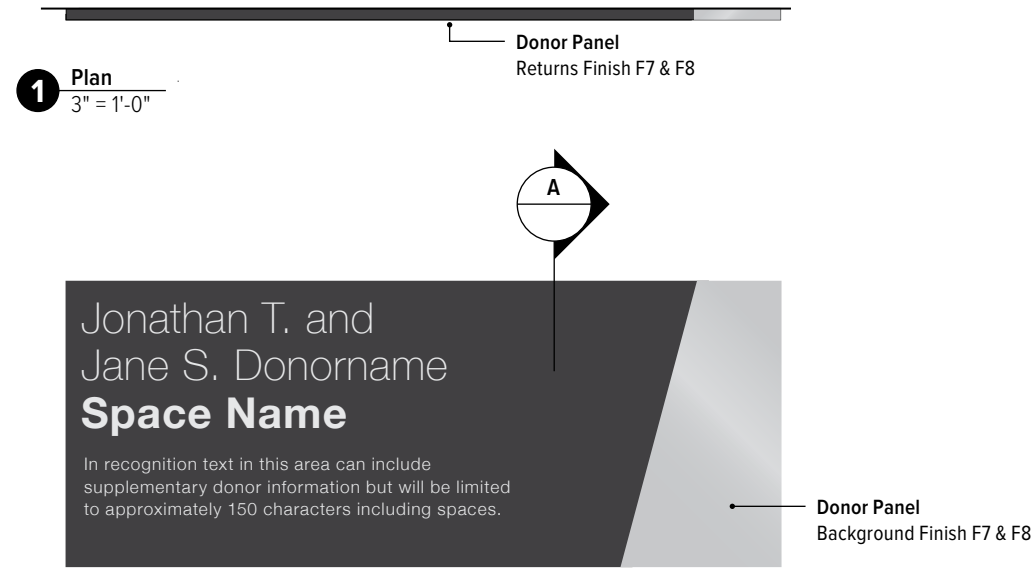 Donor Panel
Returns Finish F7 & F8
1
Plan
3" = 1'-0"
A
Jonathan T. and
Jane S. Donorname
Space Name
In recognition text in this area can include
supplementary donor information but will be limited
to approximately 150 characters including spaces.
Donor Panel
Background Finish F7 & F8